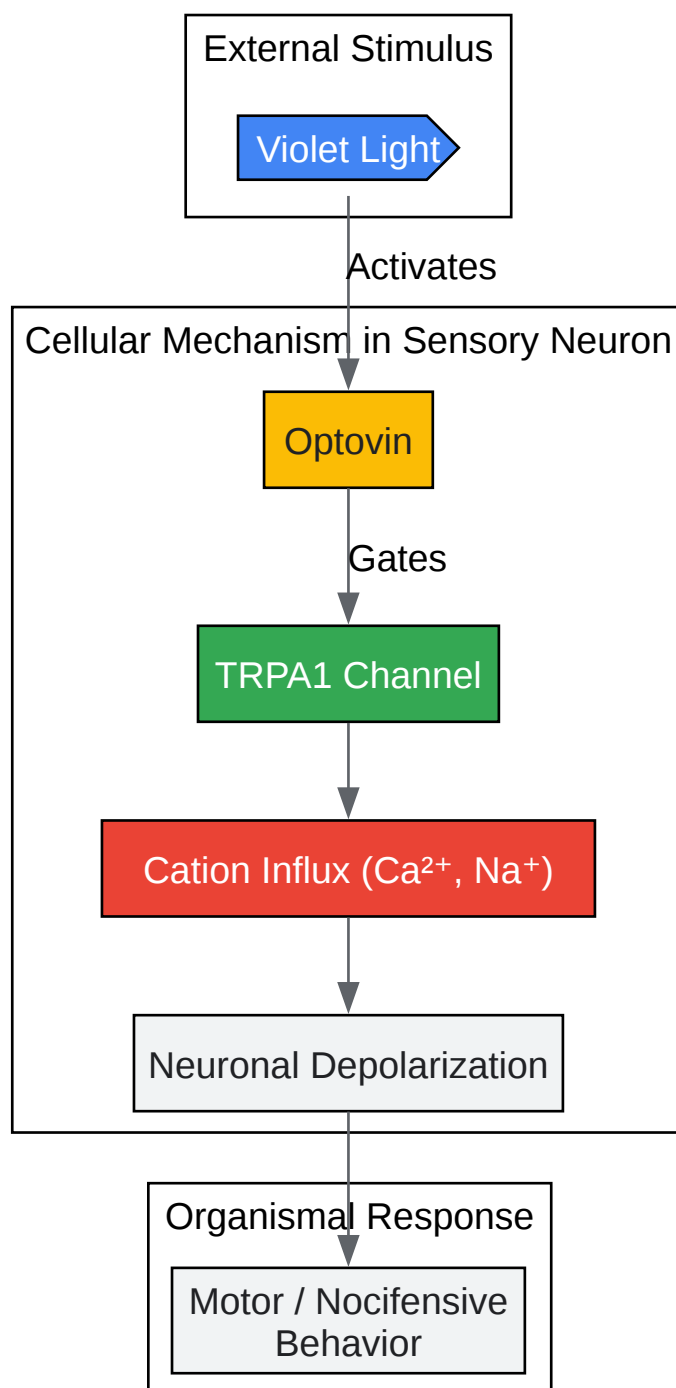 External Stimulus
Violet Light
Activates
Cellular Mechanism in Sensory Neuron
Optovin
Gates
TRPA1 Channel
Cation Influx (Ca²⁺, Na⁺)
Neuronal Depolarization
Organismal Response
Motor / Nocifensive
Behavior